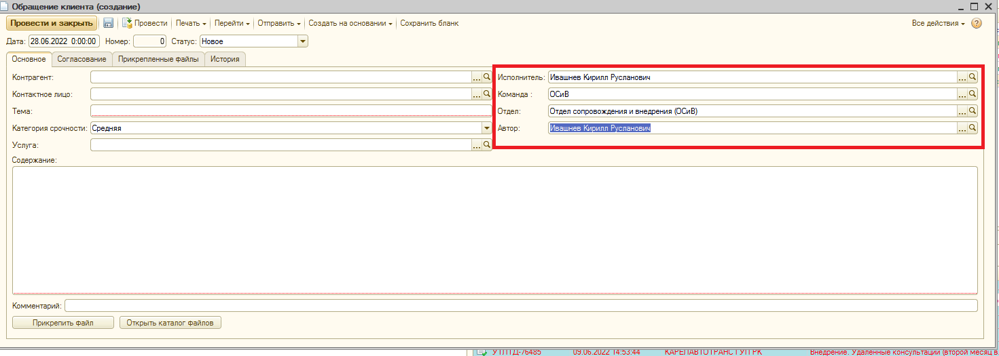 Обращение клиента (создание)
Провести и закрыть Провести Печать Перейти Отправить Создать на основании Сохранить бланк Все действия ?
Дата: 28.06.2022 0:00:00 Номер: 0 Статус: Новое
Основное Согласование Прикрепленные файлы История
Контрагент: ... Исполнитель: Ивашнев Кирилл Русланович ...
Контактное лицо: ... Команда : ОСиВ ...
Тема: Отдел: Отдел сопровождения и внедрения (ОСиВ) ...
Категория срочности: Средняя Автор: Ивашнев Кирилл Русланович ...
Услуга: ...
Содержание:
Комментарий:
Прикрепить файл Открыть каталог файлов
УТЛТД-76485 09.06.2022 14:53:44 КАРЕЛАВТОТРАНС ГУП РК Внедрение. Удаленные консультации (второй месяц в